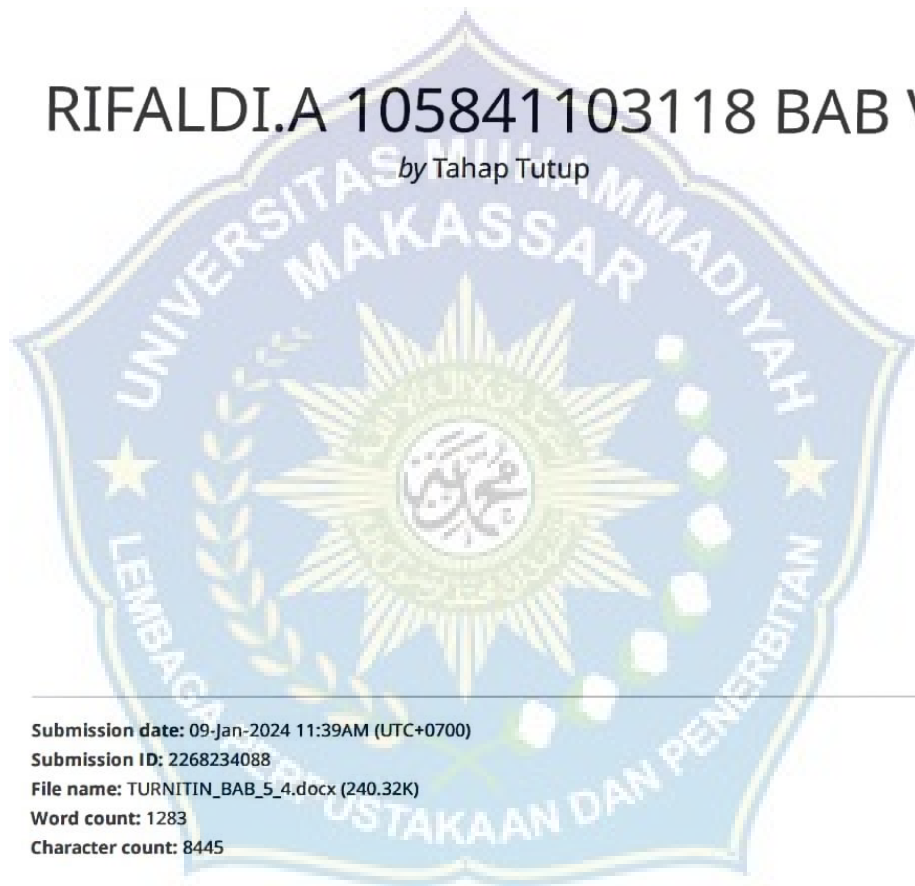 RIFALDI.A 105841103118 BAB V
by Tahap Tutup
UNIVERSITAS MUHAMMADIYAH
MAKASSAR
محمدية
LEMBAGA PERPUSTAKAAN DAN PENERBITAN
Submission date: 09-Jan-2024 11:39AM (UTC+0700)
Submission ID: 2268234088
File name: TURNITIN_BAB_5_4.docx (240.32K)
Word count: 1283
Character count: 8445